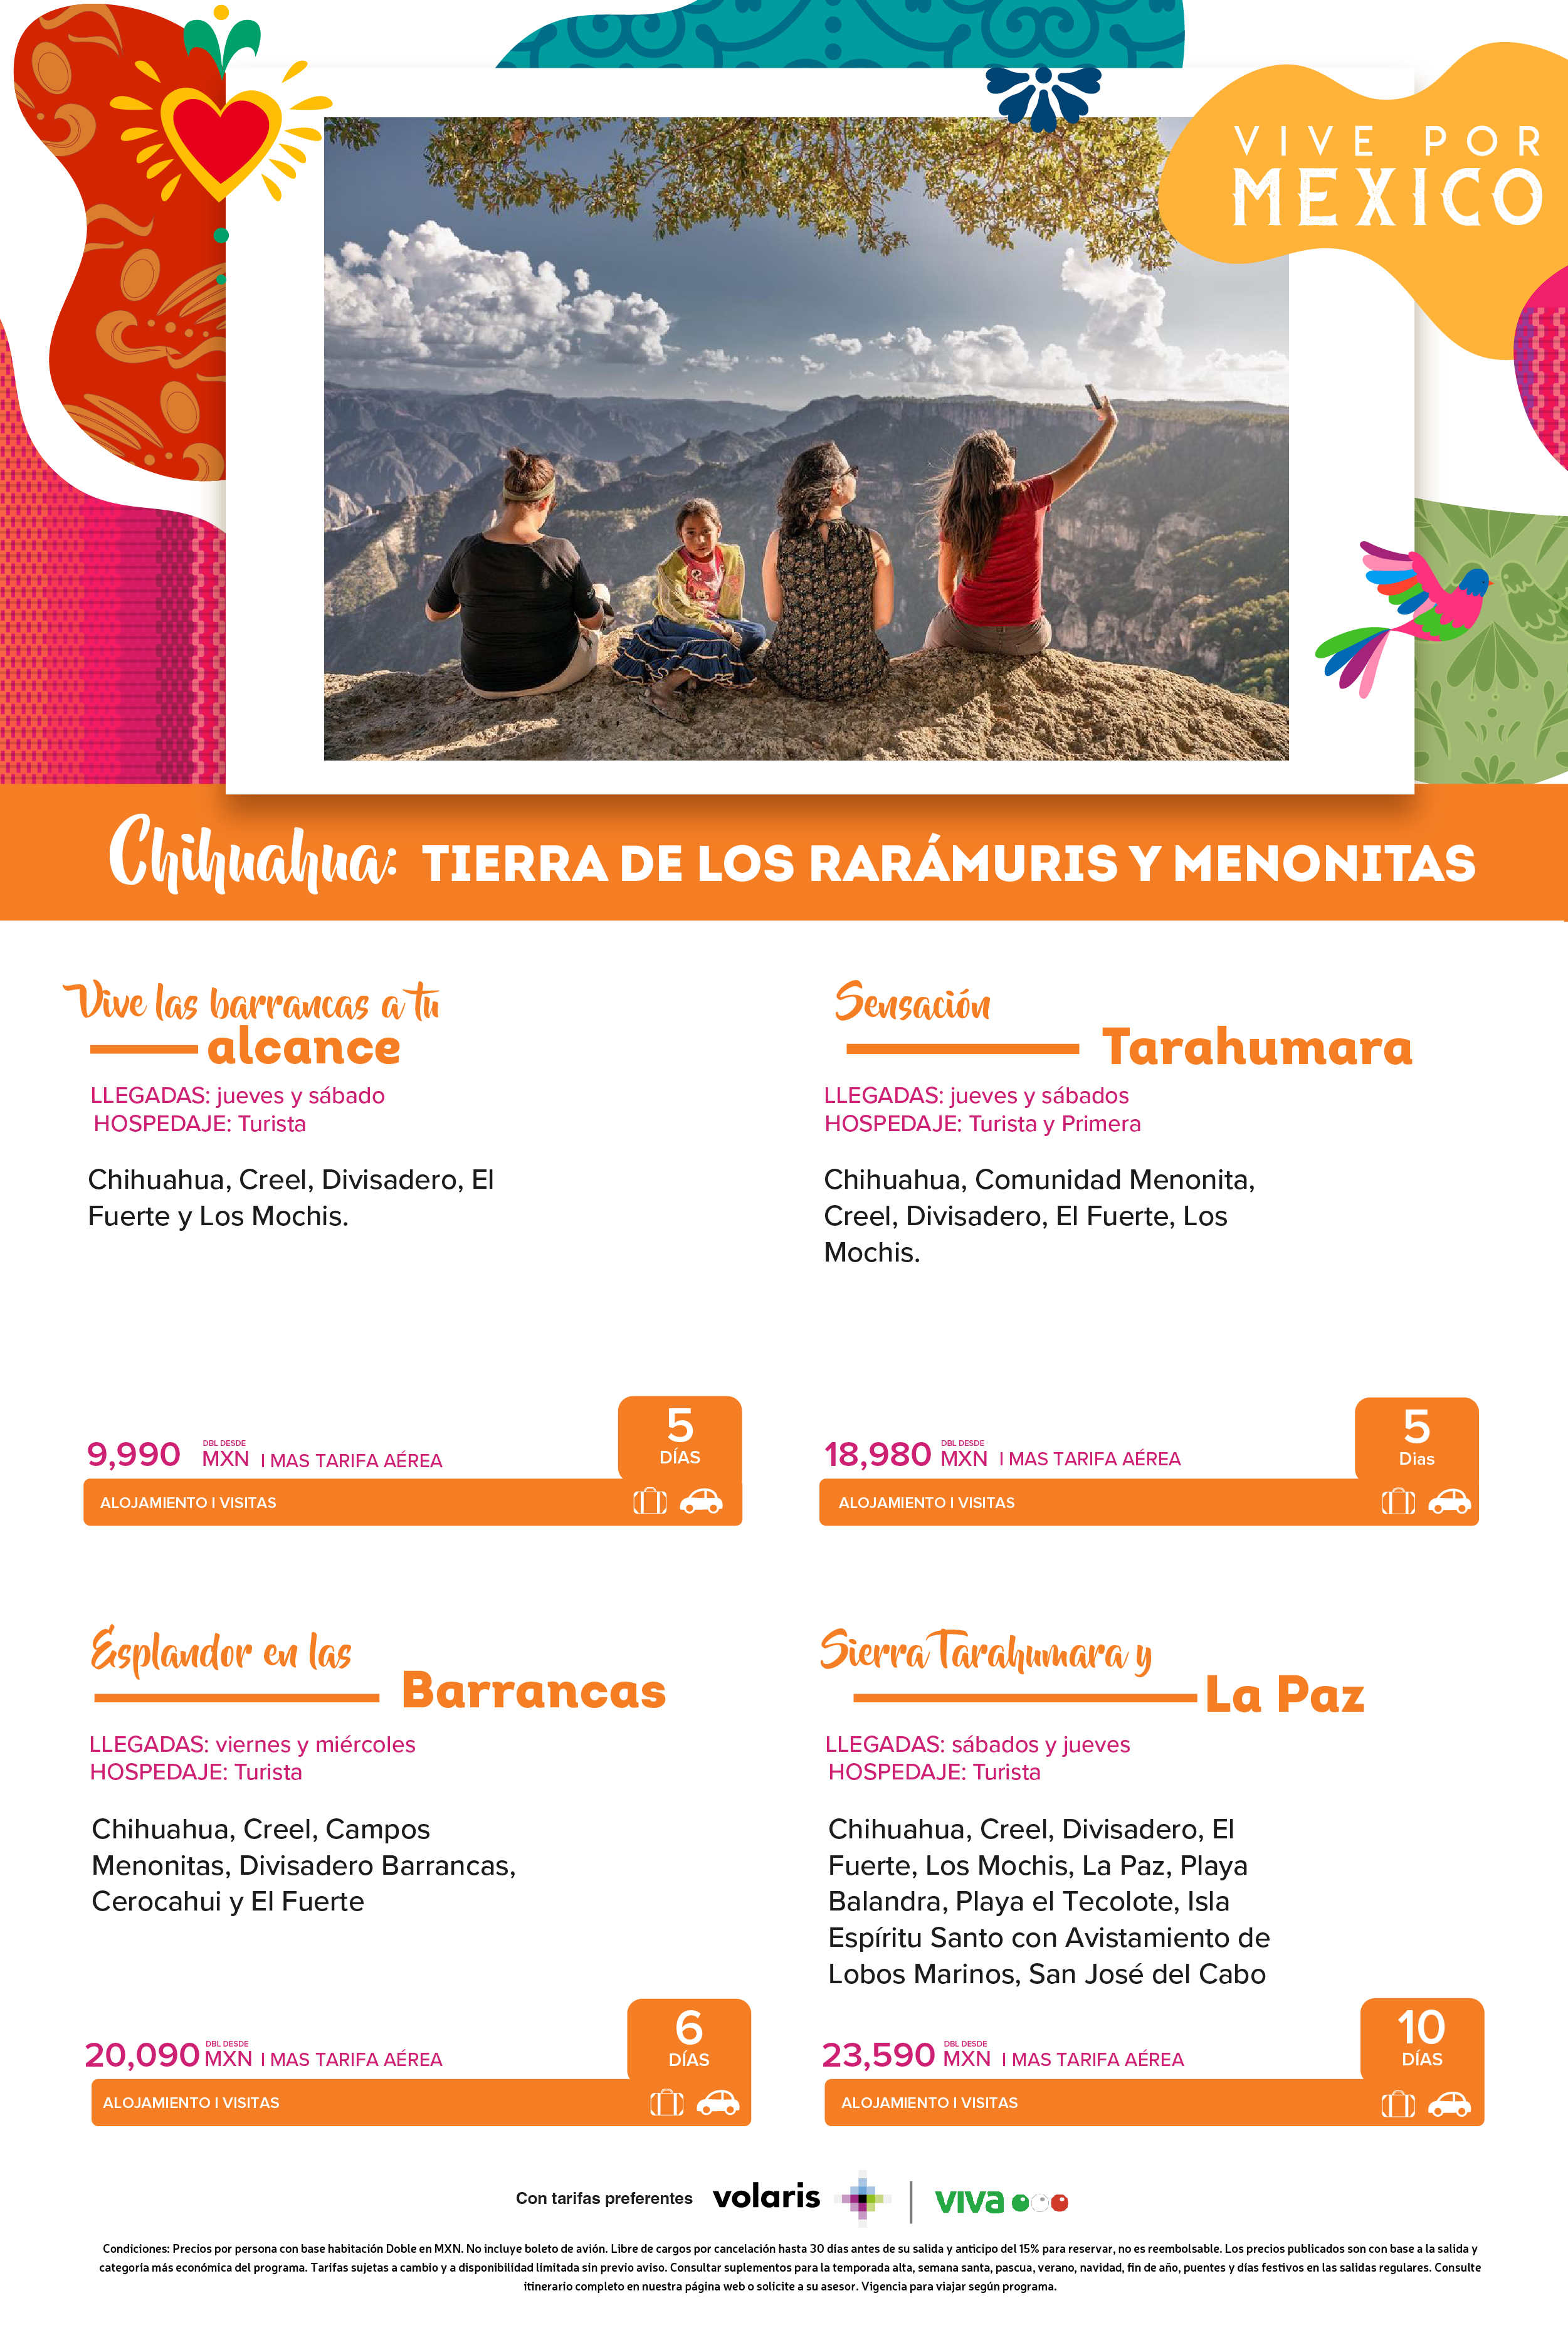 VIVE POR
MEXICO
Chihuahua: TIERRA DE LOS RARÁMURIS Y MENONITAS
Vive las barrancas a tu
alcance
LLEGADAS: jueves y sábado
HOSPEDAJE: Turista
Chihuahua, Creel, Divisadero, El
Fuerte y Los Mochis.
9,990 DBL DESDE MXN I MAS TARIFA AÉREA
5
DÍAS
ALOJAMIENTO I VISITAS
Sensación
Tarahumara
LLEGADAS: jueves y sábados
HOSPEDAJE: Turista y Primera
Chihuahua, Comunidad Menonita,
Creel, Divisadero, El Fuerte, Los
Mochis.
18,980 DBL DESDE MXN I MAS TARIFA AÉREA
5
Dias
ALOJAMIENTO I VISITAS
Esplandor en las
Barrancas
LLEGADAS: viernes y miércoles
HOSPEDAJE: Turista
Chihuahua, Creel, Campos
Menonitas, Divisadero Barrancas,
Cerocahui y El Fuerte
20,090 DBL DESDE MXN I MAS TARIFA AÉREA
6
DÍAS
ALOJAMIENTO I VISITAS
Sierra Tarahumara y
La Paz
LLEGADAS: sábados y jueves
HOSPEDAJE: Turista
Chihuahua, Creel, Divisadero, El
Fuerte, Los Mochis, La Paz, Playa
Balandra, Playa el Tecolote, Isla
Espíritu Santo con Avistamiento de
Lobos Marinos, San José del Cabo
23,590 DBL DESDE MXN I MAS TARIFA AÉREA
10
DÍAS
ALOJAMIENTO I VISITAS
Con tarifas preferentes volaris | viva
Condiciones: Precios por persona con base habitación Doble en MXN. No incluye boleto de avión. Libre de cargos por cancelación hasta 30 días antes de su salida y anticipo del 15% para reservar, no es reembolsable. Los precios publicados son con base a la salida y
categoría más económica del programa. Tarifas sujetas a cambio y a disponibilidad limitada sin previo aviso. Consultar suplementos para la temporada alta, semana santa, pascua, verano, navidad, fin de año, puentes y días festivos en las salidas regulares. Consulte
itinerario completo en nuestra página web o solicite a su asesor. Vigencia para viajar según programa.